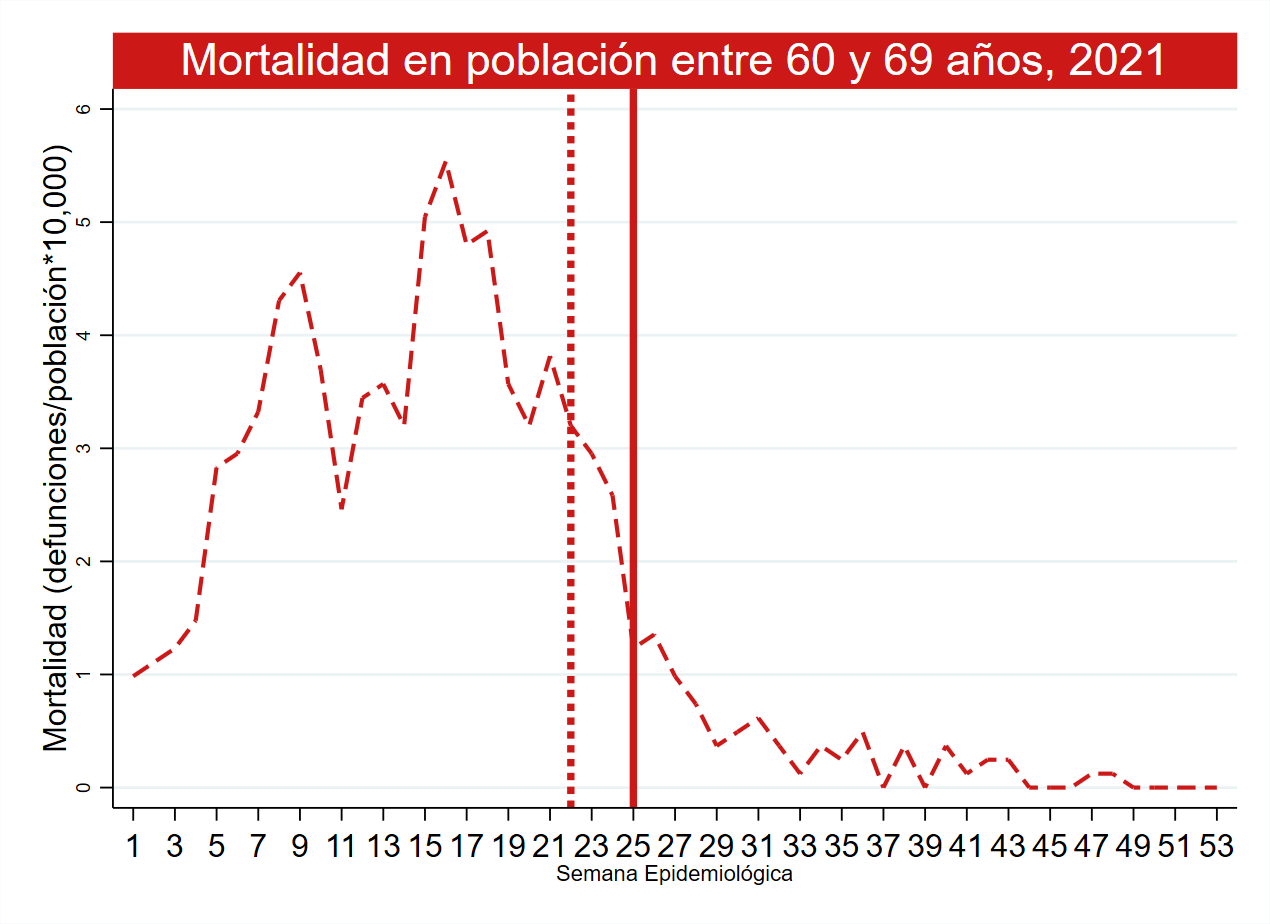 Mortalidad en población entre 60 y 69 años, 2021
Mortalidad (defunciones/población*10,000)
6
5
4
3
2
1
0
1 3 5 7 9 11 13 15 17 19 21 23 25 27 29 31 33 35 37 39 41 43 45 47 49 51 53
Semana Epidemiológica